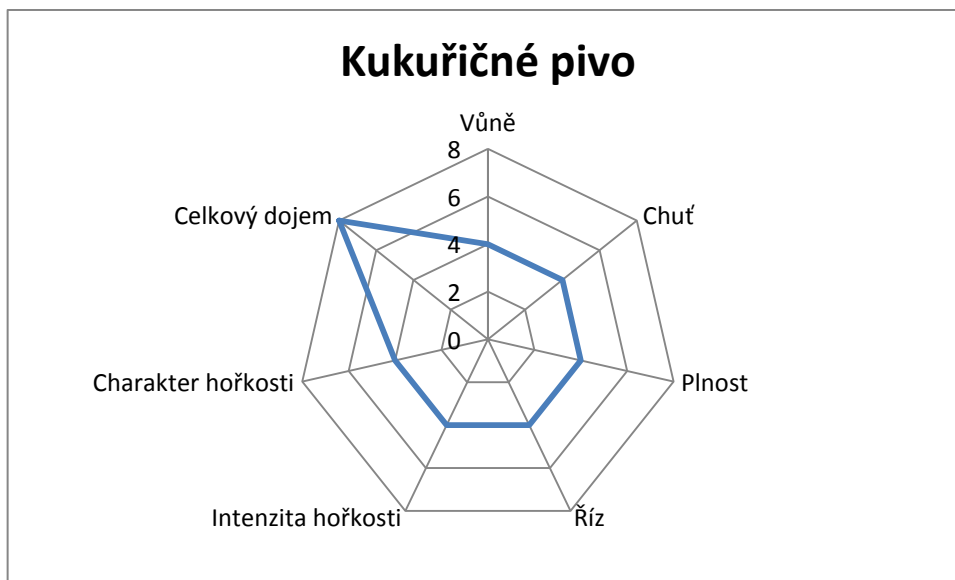 Kukuřičné pivo
Vůně
8
6
4
2
0
Chuť
Plnost
Říz
Intenzita hořkosti
Charakter hořkosti
Celkový dojem